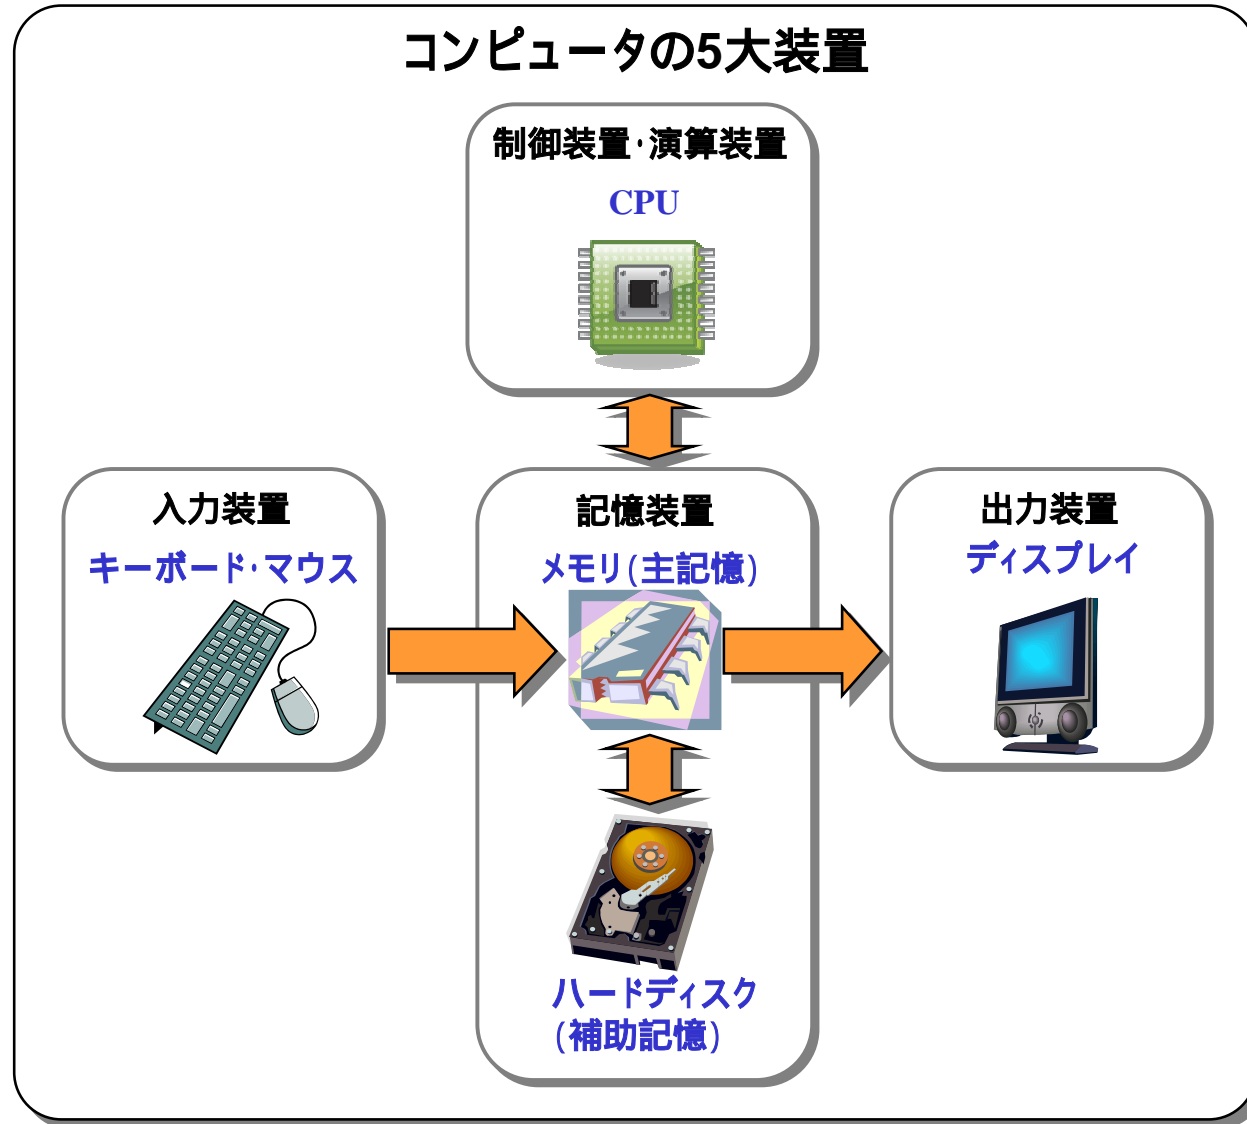 コンピュータの5大装置
制御装置･演算装置
CPU
入力装置
キーボード･マウス
記憶装置
メモリ(主記憶)
出力装置
ディスプレイ
ハードディスク
(補助記憶)